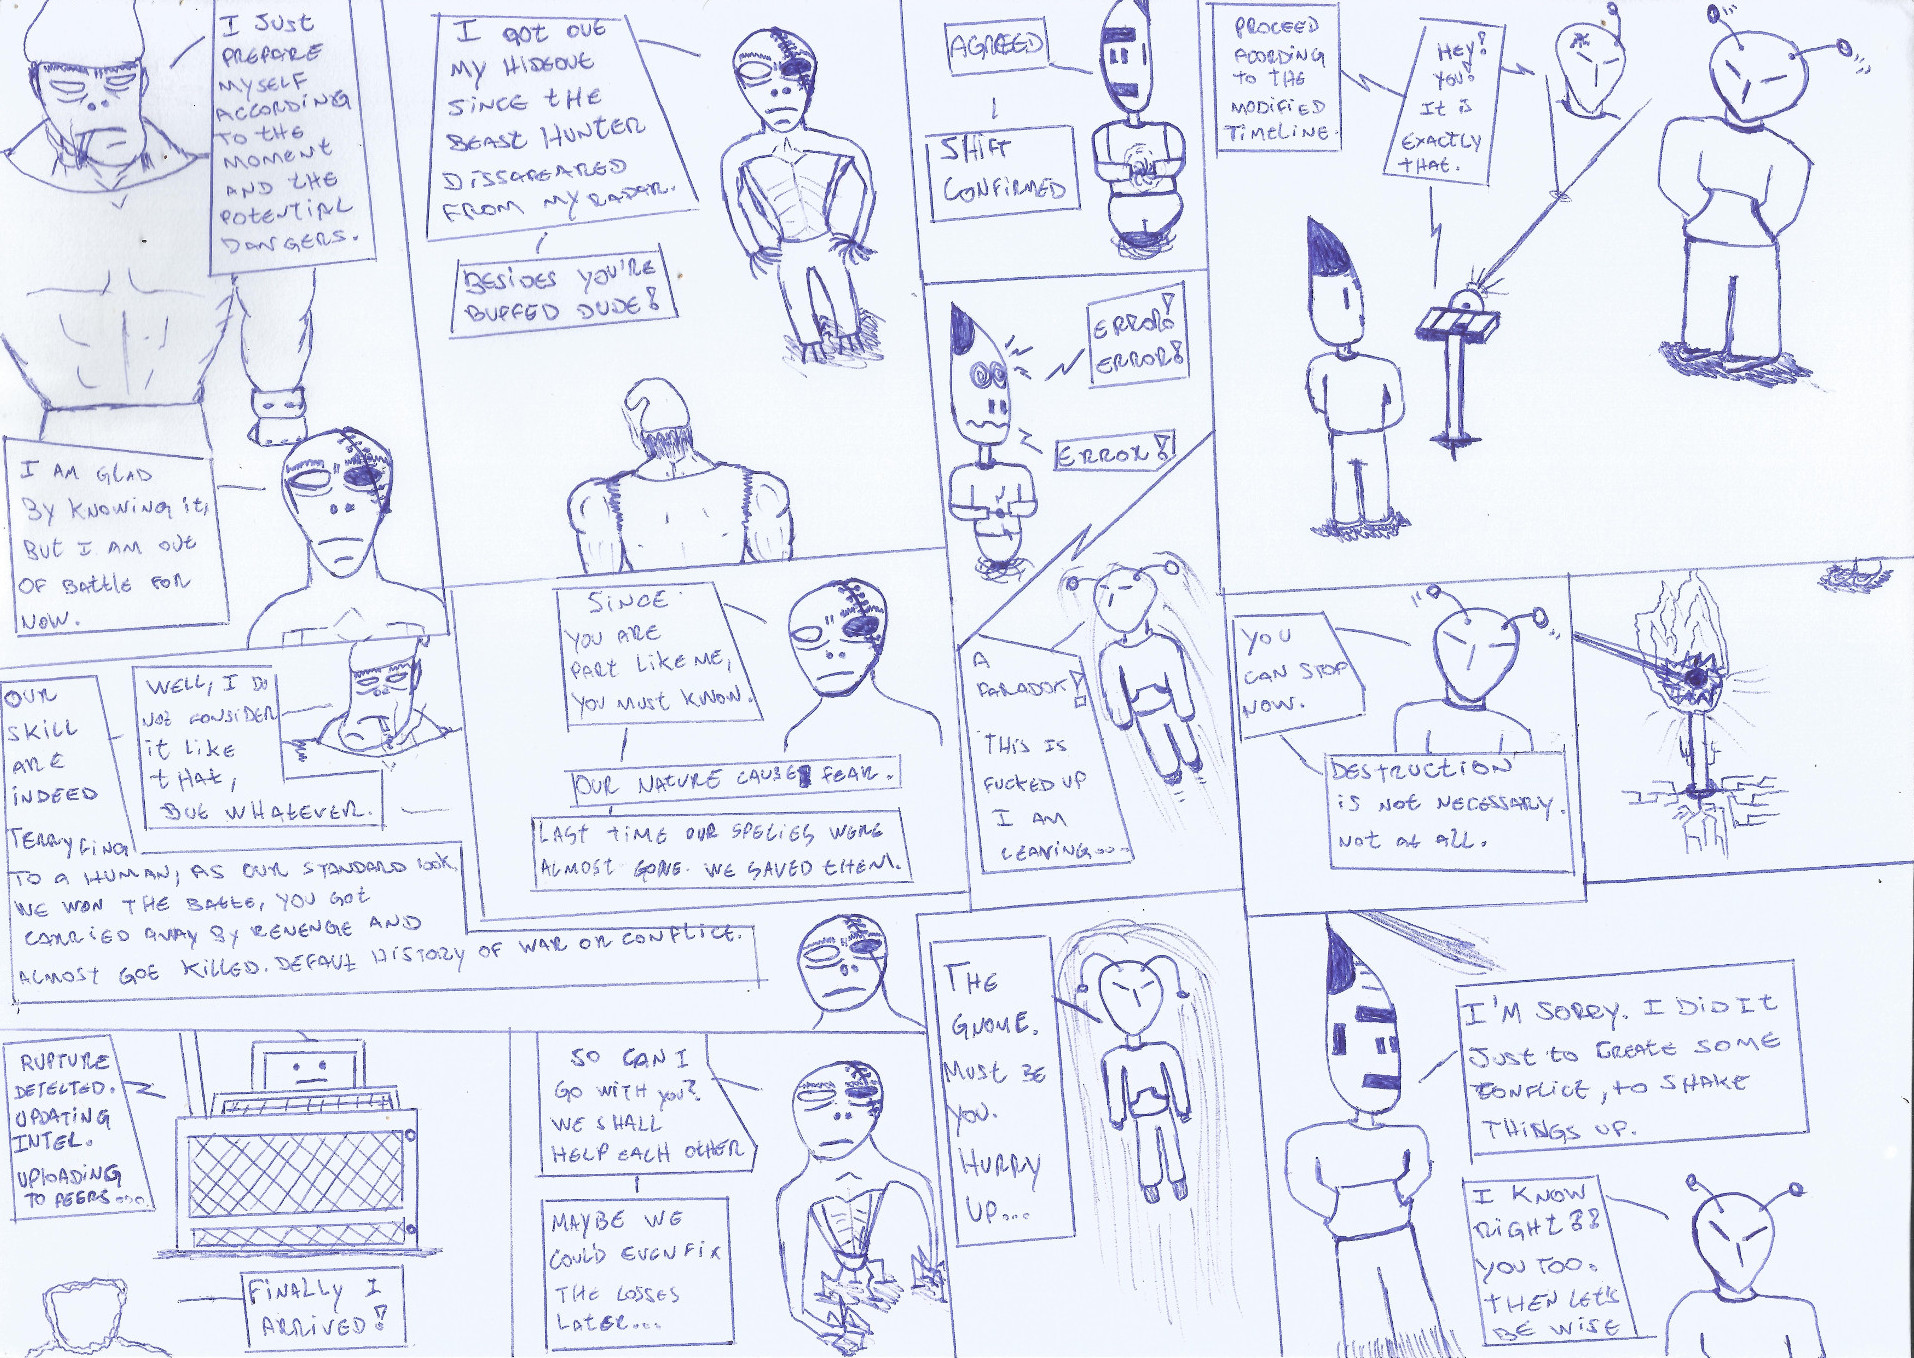 I JUST
PREPARE
MYSELF
ACCORDING
TO THE
MOMENT
AND THE
POTENTIAL
DANGERS.
I AM GLAD
BY KNOWING IT,
BUT I AM OUT
OF BATTLE FOR
NOW.
I GOT OUT
MY HIDEOUT
SINCE THE
BEAST HUNTER
DISSAPEARED
FROM MY RADAR.
BESIDES YOU'RE
BUFFED DUDE!
WELL, I DO
NOT CONSIDER
IT LIKE
THAT,
BUT WHATEVER.
OUR
SKILL
ARE
INDEED
TERRYFING
TO A HUMAN; AS OUR STANDARD LOOK,
WE WON THE BATTLE, YOU GOT
CARRIED AWAY BY REVENGE AND
ALMOST GOT KILLED. DEFAULT HISTORY OF WAR OR CONFLICT.
SINCE
YOU ARE
PART LIKE ME,
YOU MUST KNOW.
OUR NATURE CAUSE FEAR.
LAST TIME OUR SPECIES WERE
ALMOST GONE. WE SAVED THEM.
RUPTURE
DETECTED.
UPDATING
INTEL.
UPLOADING
TO PEERS....
FINALLY I
ARRIVED!
SO CAN I
GO WITH YOU?
WE SHALL
HELP EACH OTHER
MAYBE WE
COULD EVEN FIX
THE LOSSES
LATER....
AGREED
SHIFT
CONFIRMED
ERROR!
ERROR!
ERROR!
A
PARADOX!
THIS IS
FUCKED UP
I AM
LEAVING....
THE
GNOME.
MUST BE
YOU.
HURRY
UP...
PROCEED
ACORDING
TO THE
MODIFIED
TIMELINE.
HEY!
YOU!
IT IS
EXACTLY
THAT.
YOU
CAN STOP
NOW.
DESTRUCTION
IS NOT NECESSARY.
NOT AT ALL.
I'M SORRY. I DID IT
JUST TO CREATE SOME
CONFLICT, TO SHAKE
THINGS UP.
I KNOW
RIGHT??
YOU TOO.
THEN LET'S
BE WISE